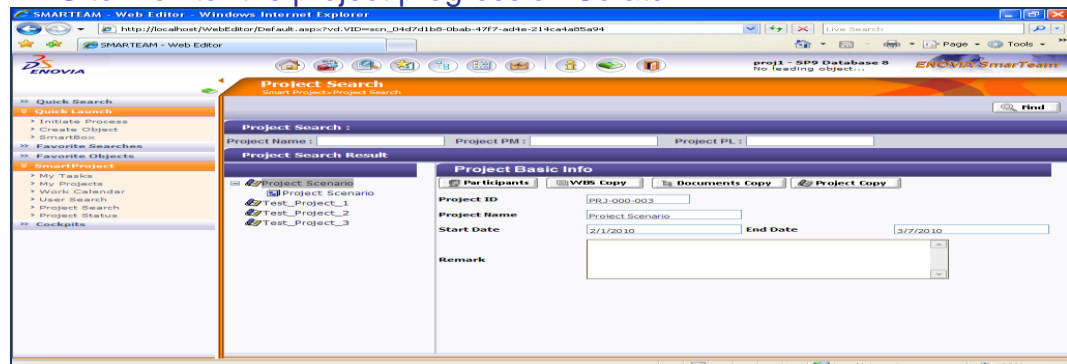 SMARTEAM - Web Editor - Windows Internet Explorer
http://localhost/WebEditor/Default.aspx?vd.VID=scn_04d7d1b8-0bab-47f7-ad4e-214ca4a85a94
Live Search
SMARTEAM - Web Editor
Page Tools
ENOVIA
proj1 - SP9 Database 8
No leading object...
ENOVIA SmarTeam
Project Search
Smart Project>Project Search
Quick Search
Quick Launch
Initiate Process
Create Object
SmartBox
Favorite Searches
Favorite Objects
SmartProject
My Tasks
My Projects
Work Calendar
User Search
Project Search
Project Status
Cockpits
Find
Project Search :
Project Name : Project PM : Project PL :
Project Search Result
Project Scenario
Project Scenario
Test_Project_1
Test_Project_2
Test_Project_3
Project Basic Info
Participants WBS Copy Documents Copy Project Copy
Project ID PRJ-000-003
Project Name Project Scenario
Start Date 2/1/2010 End Date 3/7/2010
Remark